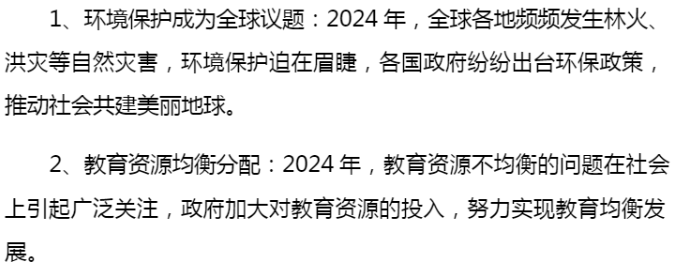 1、环境保护成为全球议题：2024 年，全球各地频频发生林火、
洪灾等自然灾害，环境保护迫在眉睫，各国政府纷纷出台环保政策，
推动社会共建美丽地球。
2、教育资源均衡分配：2024 年，教育资源不均衡的问题在社会
上引起广泛关注，政府加大对教育资源的投入，努力实现教育均衡发
展。